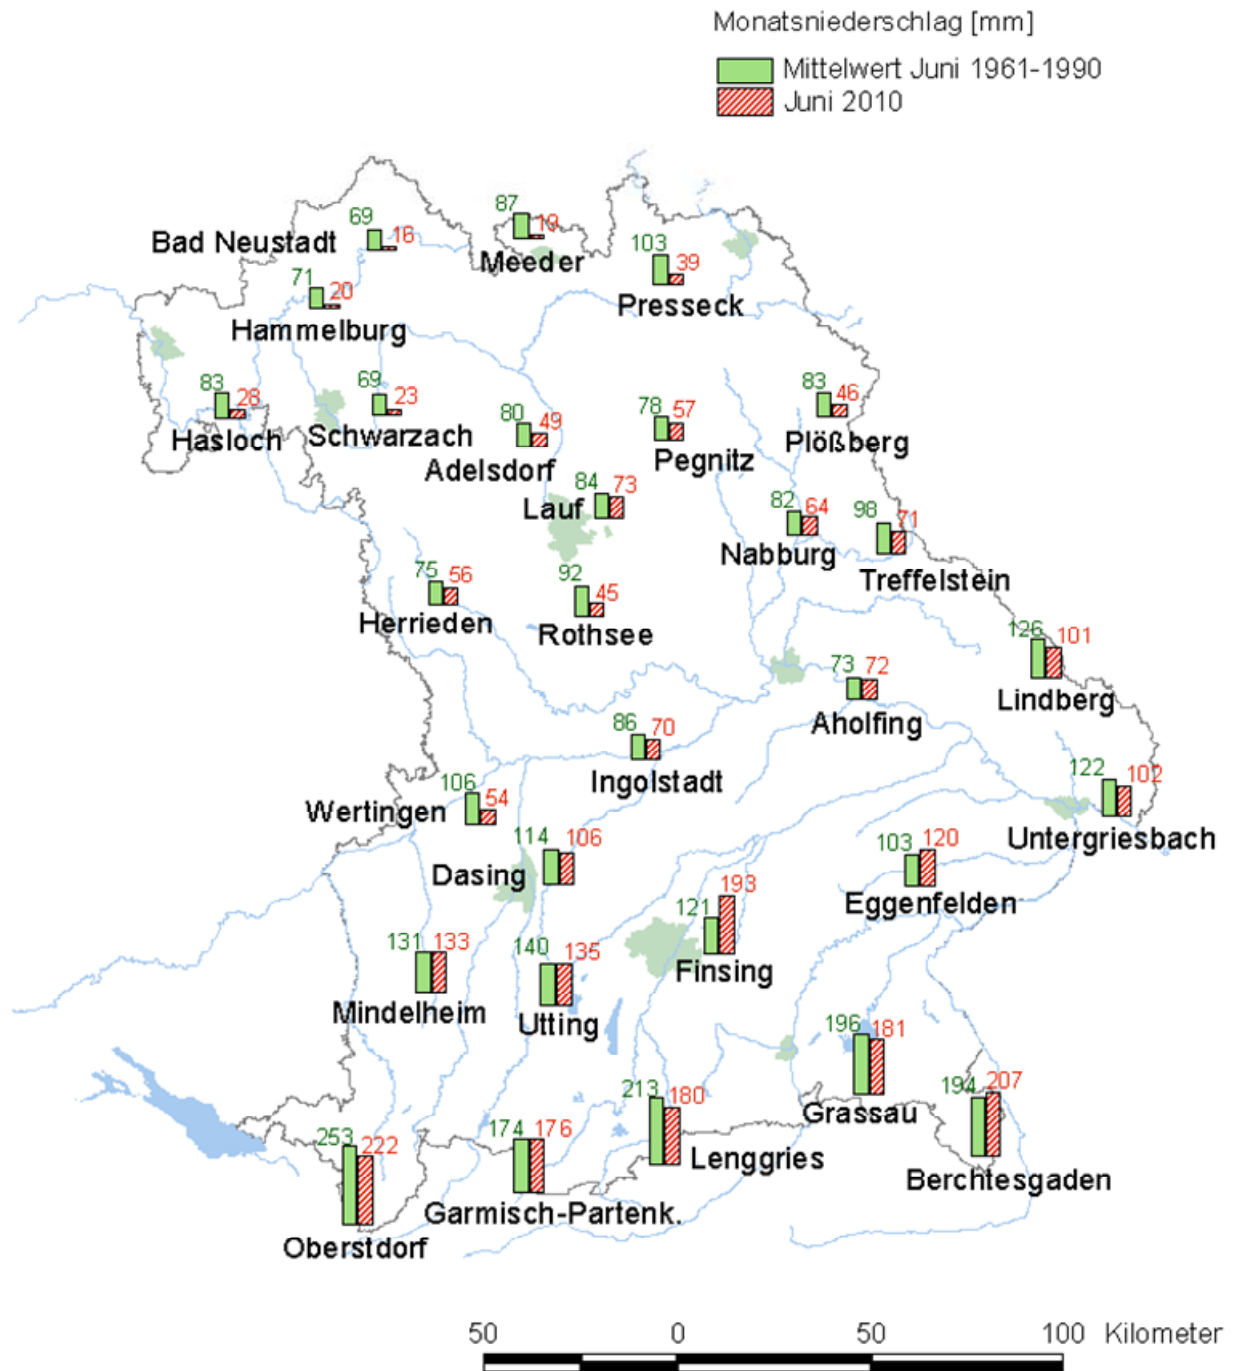 Monatsniederschlag [mm]
Mittelwert Juni 1961-1990
Juni 2010
87
19
Meeder
69
16
Bad Neustadt
103
39
Presseck
71
20
Hammelburg
83
28
Hasloch
69
23
Schwarzach
80
49
Adelsdorf
78
57
Pegnitz
83
46
Plößberg
84
73
Lauf
82
64
Nabburg
98
71
Treffelstein
75
56
Herrieden
92
45
Rothsee
126
101
Lindberg
73
72
Aholfing
86
70
Ingolstadt
106
54
Wertingen
122
102
Untergriesbach
114
106
Dasing
103
120
Eggenfelden
193
121
Finsing
131
133
Mindelheim
140
135
Utting
196
181
Grassau
213
180
Lenggries
194
207
Berchtesgaden
174
176
Garmisch-Partenk.
253
222
Oberstdorf
50 0 50 100 Kilometer